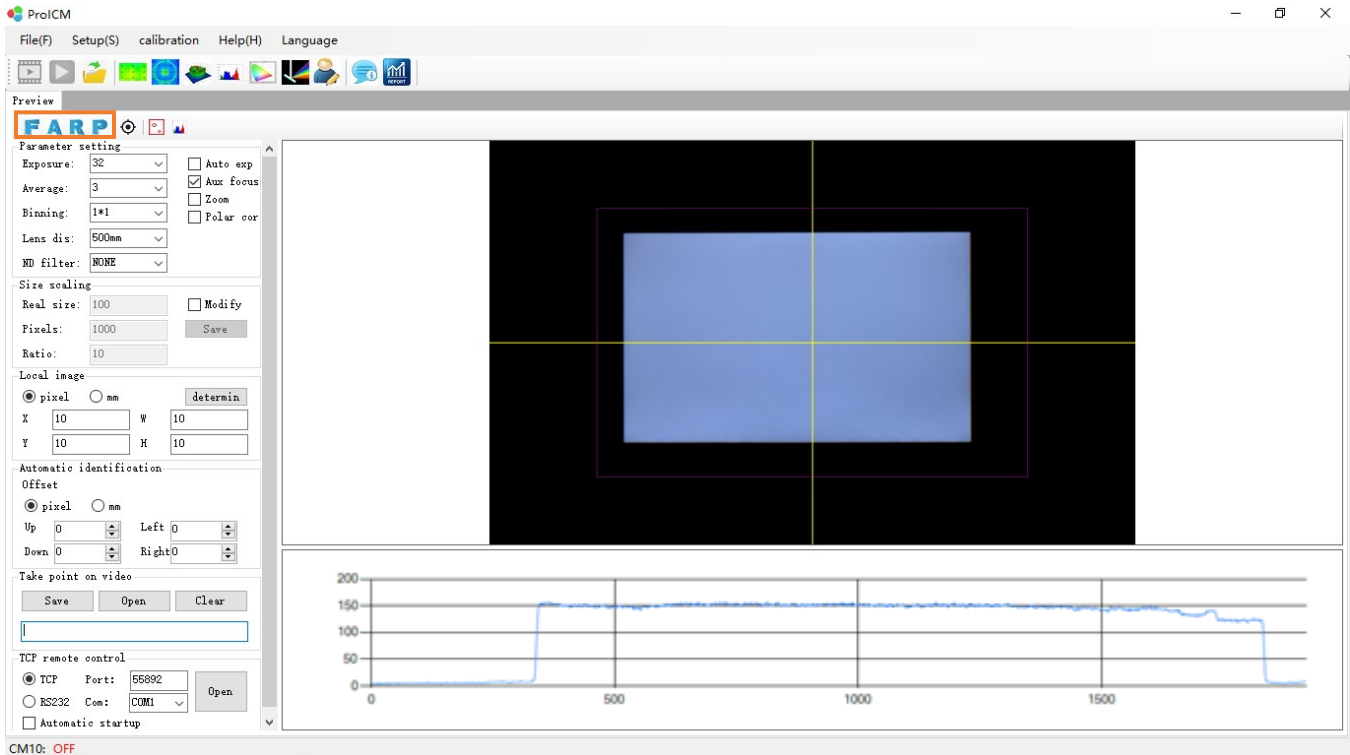 ProICM
File(F) Setup(S) calibration Help(H) Language
REPORT
Preview
F A R P
Parameter setting
Exposure: 32 Auto exp
Average: 3 Aux focus
Zoom
Binning: 1*1 Polar cor
Lens dis: 500mm
ND filter: NONE
Size scaling
Real size: 100 Modify
Pixels: 1000 Save
Ratio: 10
Local image
pixel mm determin
X 10 W 10
Y 10 H 10
Automatic identification
Offset
pixel mm
Up 0 Left 0
Down 0 Right 0
Take point on video
Save Open Clear
TCP remote control
TCP Port: 55892
Open
RS232 Com: COM1
Automatic startup
200
150
100
50
0
0 500 1000 1500
CM10: OFF